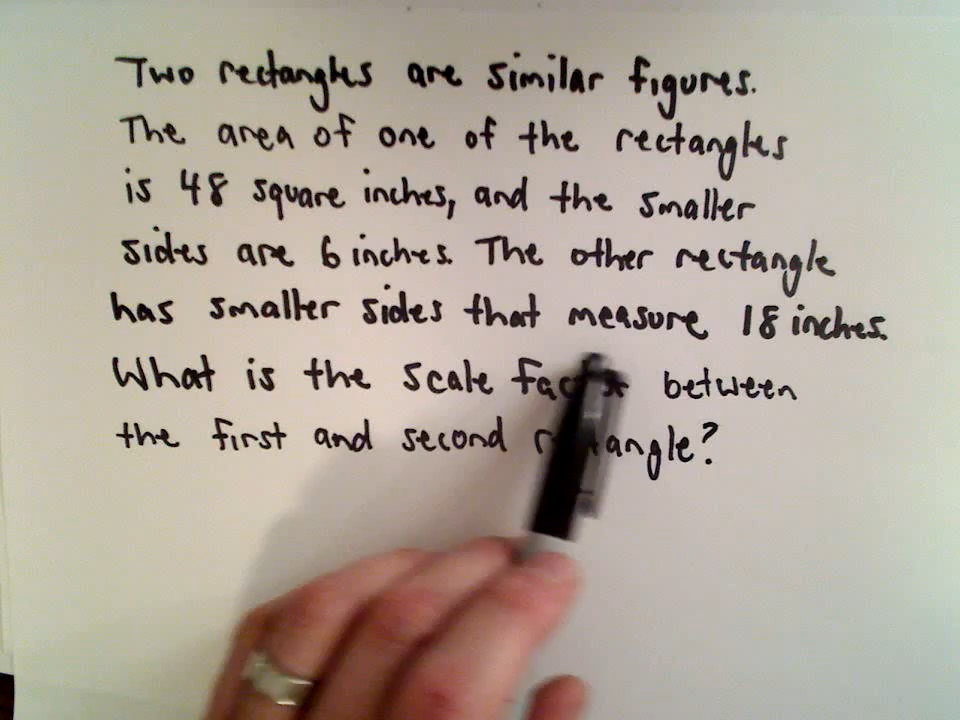 Two rectangles are similar figures.
The area of one of the rectangles
is 48 square inches, and the smaller
sides are 6 inches. The other rectangle
has smaller sides that measure 18 inches.
What is the scale factor between
the first and second rectangle?